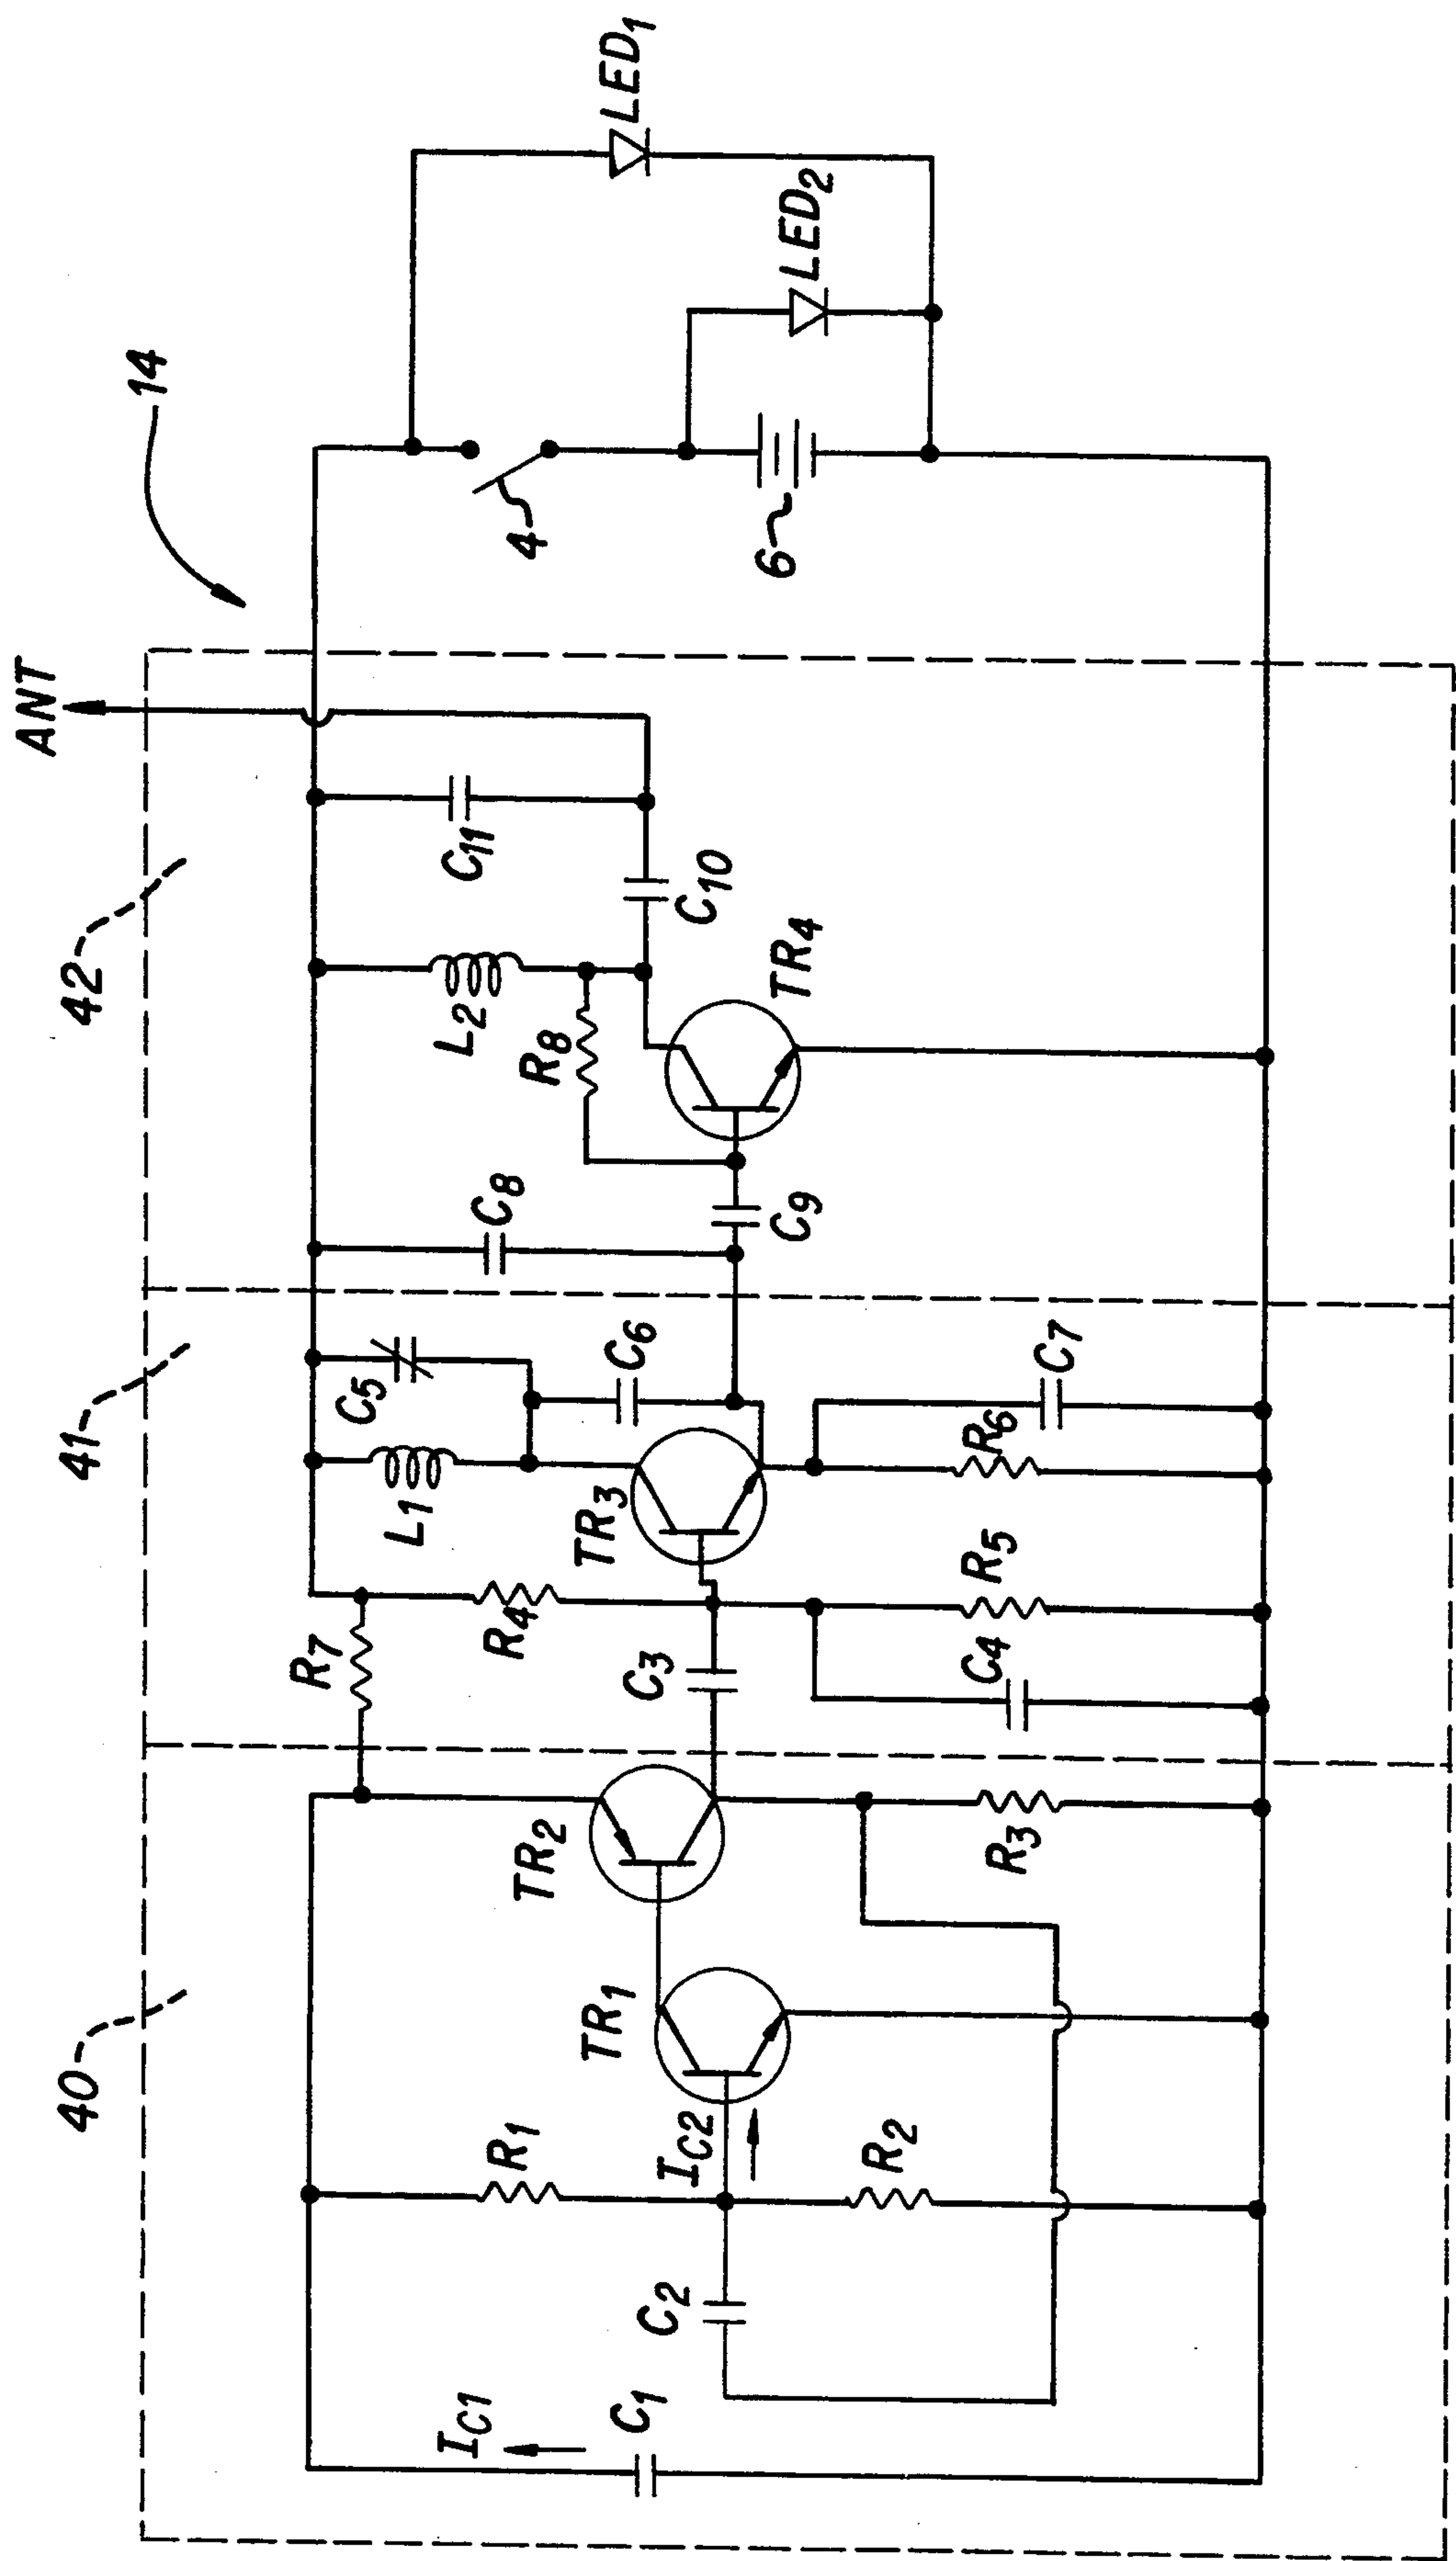 14
ANT
42
41
40
LED1
LED2
4
6
C11
C10
L2
R8
TR4
C8
C9
C5
C6
C7
L1
TR3
R6
R7
R4
R5
C3
C4
TR2
R3
TR1
R1
IC2
R2
C2
IC1
C1